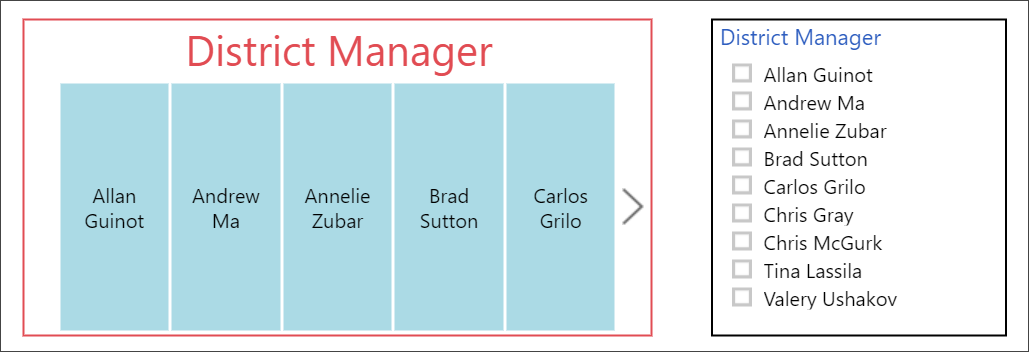 District Manager
Allan
Guinot
Andrew
Ma
Annelie
Zubar
Brad
Sutton
Carlos
Grilo
District Manager
Allan Guinot
Andrew Ma
Annelie Zubar
Brad Sutton
Carlos Grilo
Chris Gray
Chris McGurk
Tina Lassila
Valery Ushakov